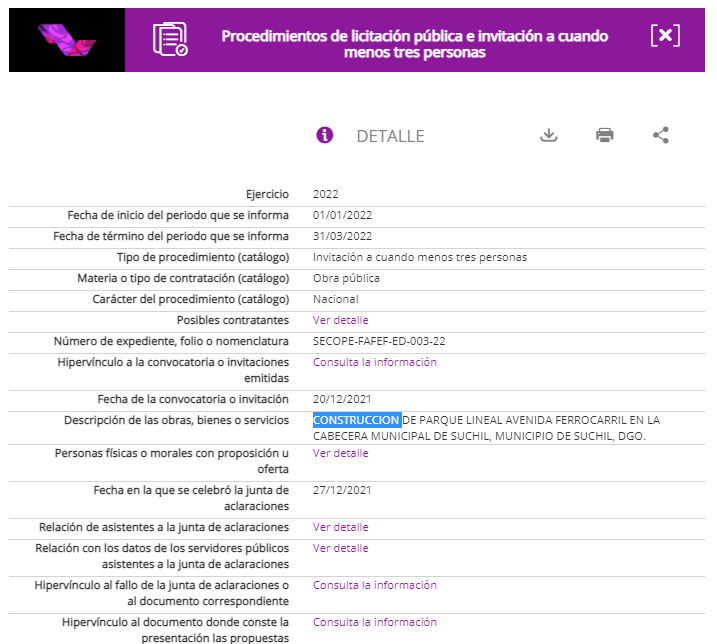 Procedimientos de licitación pública e invitación a cuando
menos tres personas
DETALLE
Ejercicio 2022
Fecha de inicio del periodo que se informa 01/01/2022
Fecha de término del periodo que se informa 31/03/2022
Tipo de procedimiento (catálogo) Invitación a cuando menos tres personas
Materia o tipo de contratación (catálogo) Obra pública
Carácter del procedimiento (catálogo) Nacional
Posibles contratantes Ver detalle
Número de expediente, folio o nomenclatura SECOPE-FAFEF-ED-003-22
Hipervínculo a la convocatoria o invitaciones Consulta la información
emitidas
Fecha de la convocatoria o invitación 20/12/2021
Descripción de las obras, bienes o servicios CONSTRUCCION DE PARQUE LINEAL AVENIDA FERROCARRIL EN LA
CABECERA MUNICIPAL DE SUCHIL, MUNICIPIO DE SUCHIL, DGO.
Personas físicas o morales con proposición u Ver detalle
oferta
Fecha en la que se celebró la junta de 27/12/2021
aclaraciones
Relación de asistentes a la junta de aclaraciones Ver detalle
Relación con los datos de los servidores públicos Ver detalle
asistentes a la junta de aclaraciones
Hipervínculo al fallo de la junta de aclaraciones o Consulta la información
al documento correspondiente
Hipervínculo al documento donde conste la Consulta la información
presentación las propuestas